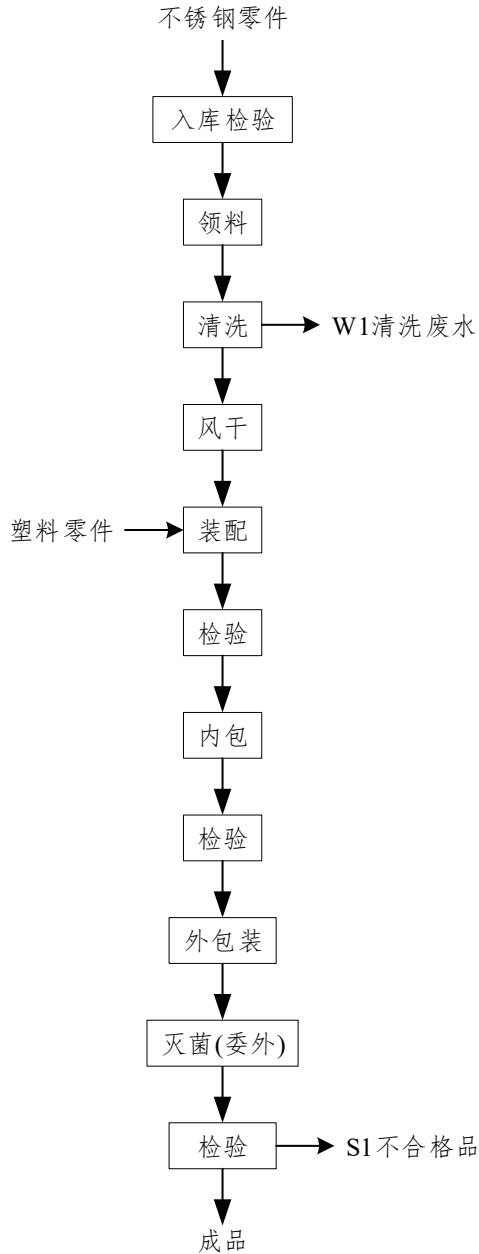 不锈钢零件
入库检验
领料
清洗
W1清洗废水
风干
塑料零件
装配
检验
内包
检验
外包装
灭菌(委外)
检验
S1不合格品
成品